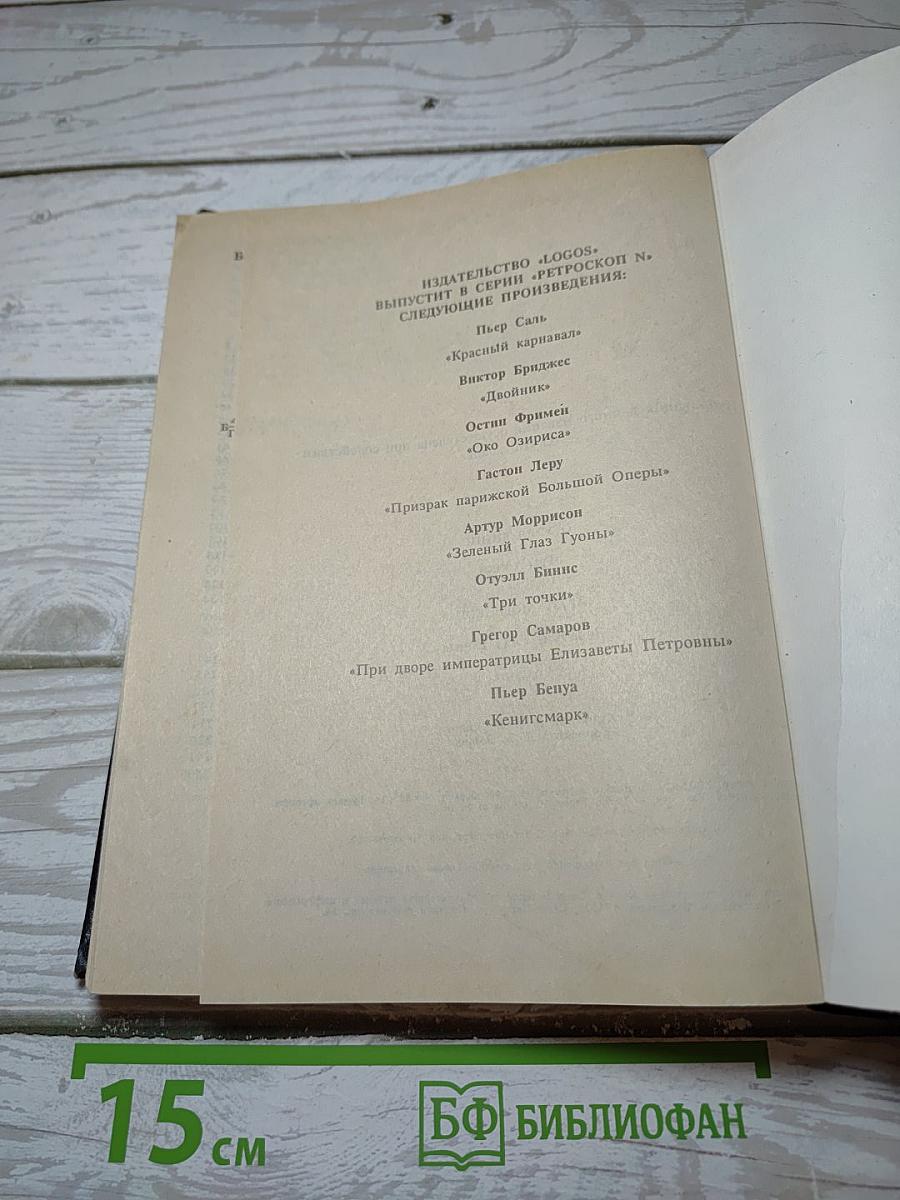 Б
ИЗДАТЕЛЬСТВО «LOGOS»
ВЫПУСТИТ В СЕРИИ «РЕТРОСКОП N»
СЛЕДУЮЩИЕ ПРОИЗВЕДЕНИЯ:
Пьер Саль
«Красный карнавал»
Виктор Бриджес
«Двойник»
Остин Фримен
«Око Озириса»
Гастон Леру
«Призрак парижской Большой Оперы»
Артур Моррисон
«Зеленый Глаз Гуоны»
Отуэлл Биннс
«Три точки»
Грегор Самаров
«При дворе императрицы Елизаветы Петровны»
Пьер Бенуа
«Кенигсмарк»
15 см
БФ БИБЛИОФАН